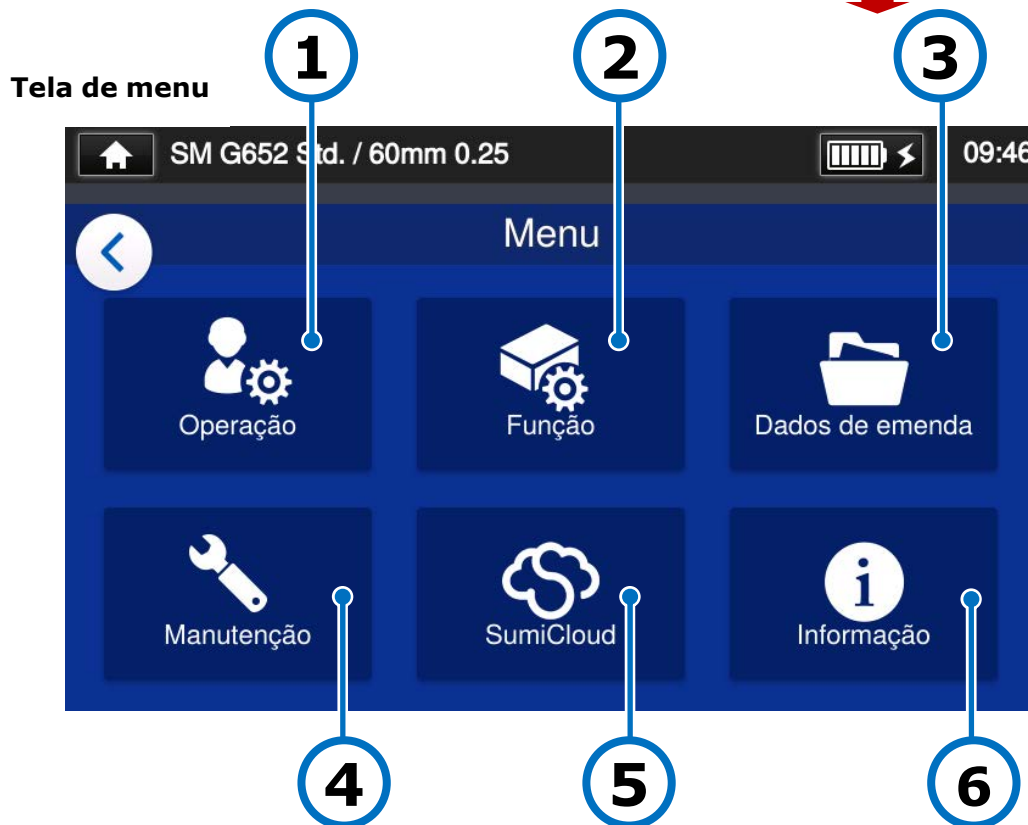 1 2 3
Tela de menu
SM G652 Std. / 60mm 0.25 09:46
Menu
Operação Função Dados de emenda
Manutenção SumiCloud Informação
4 5 6